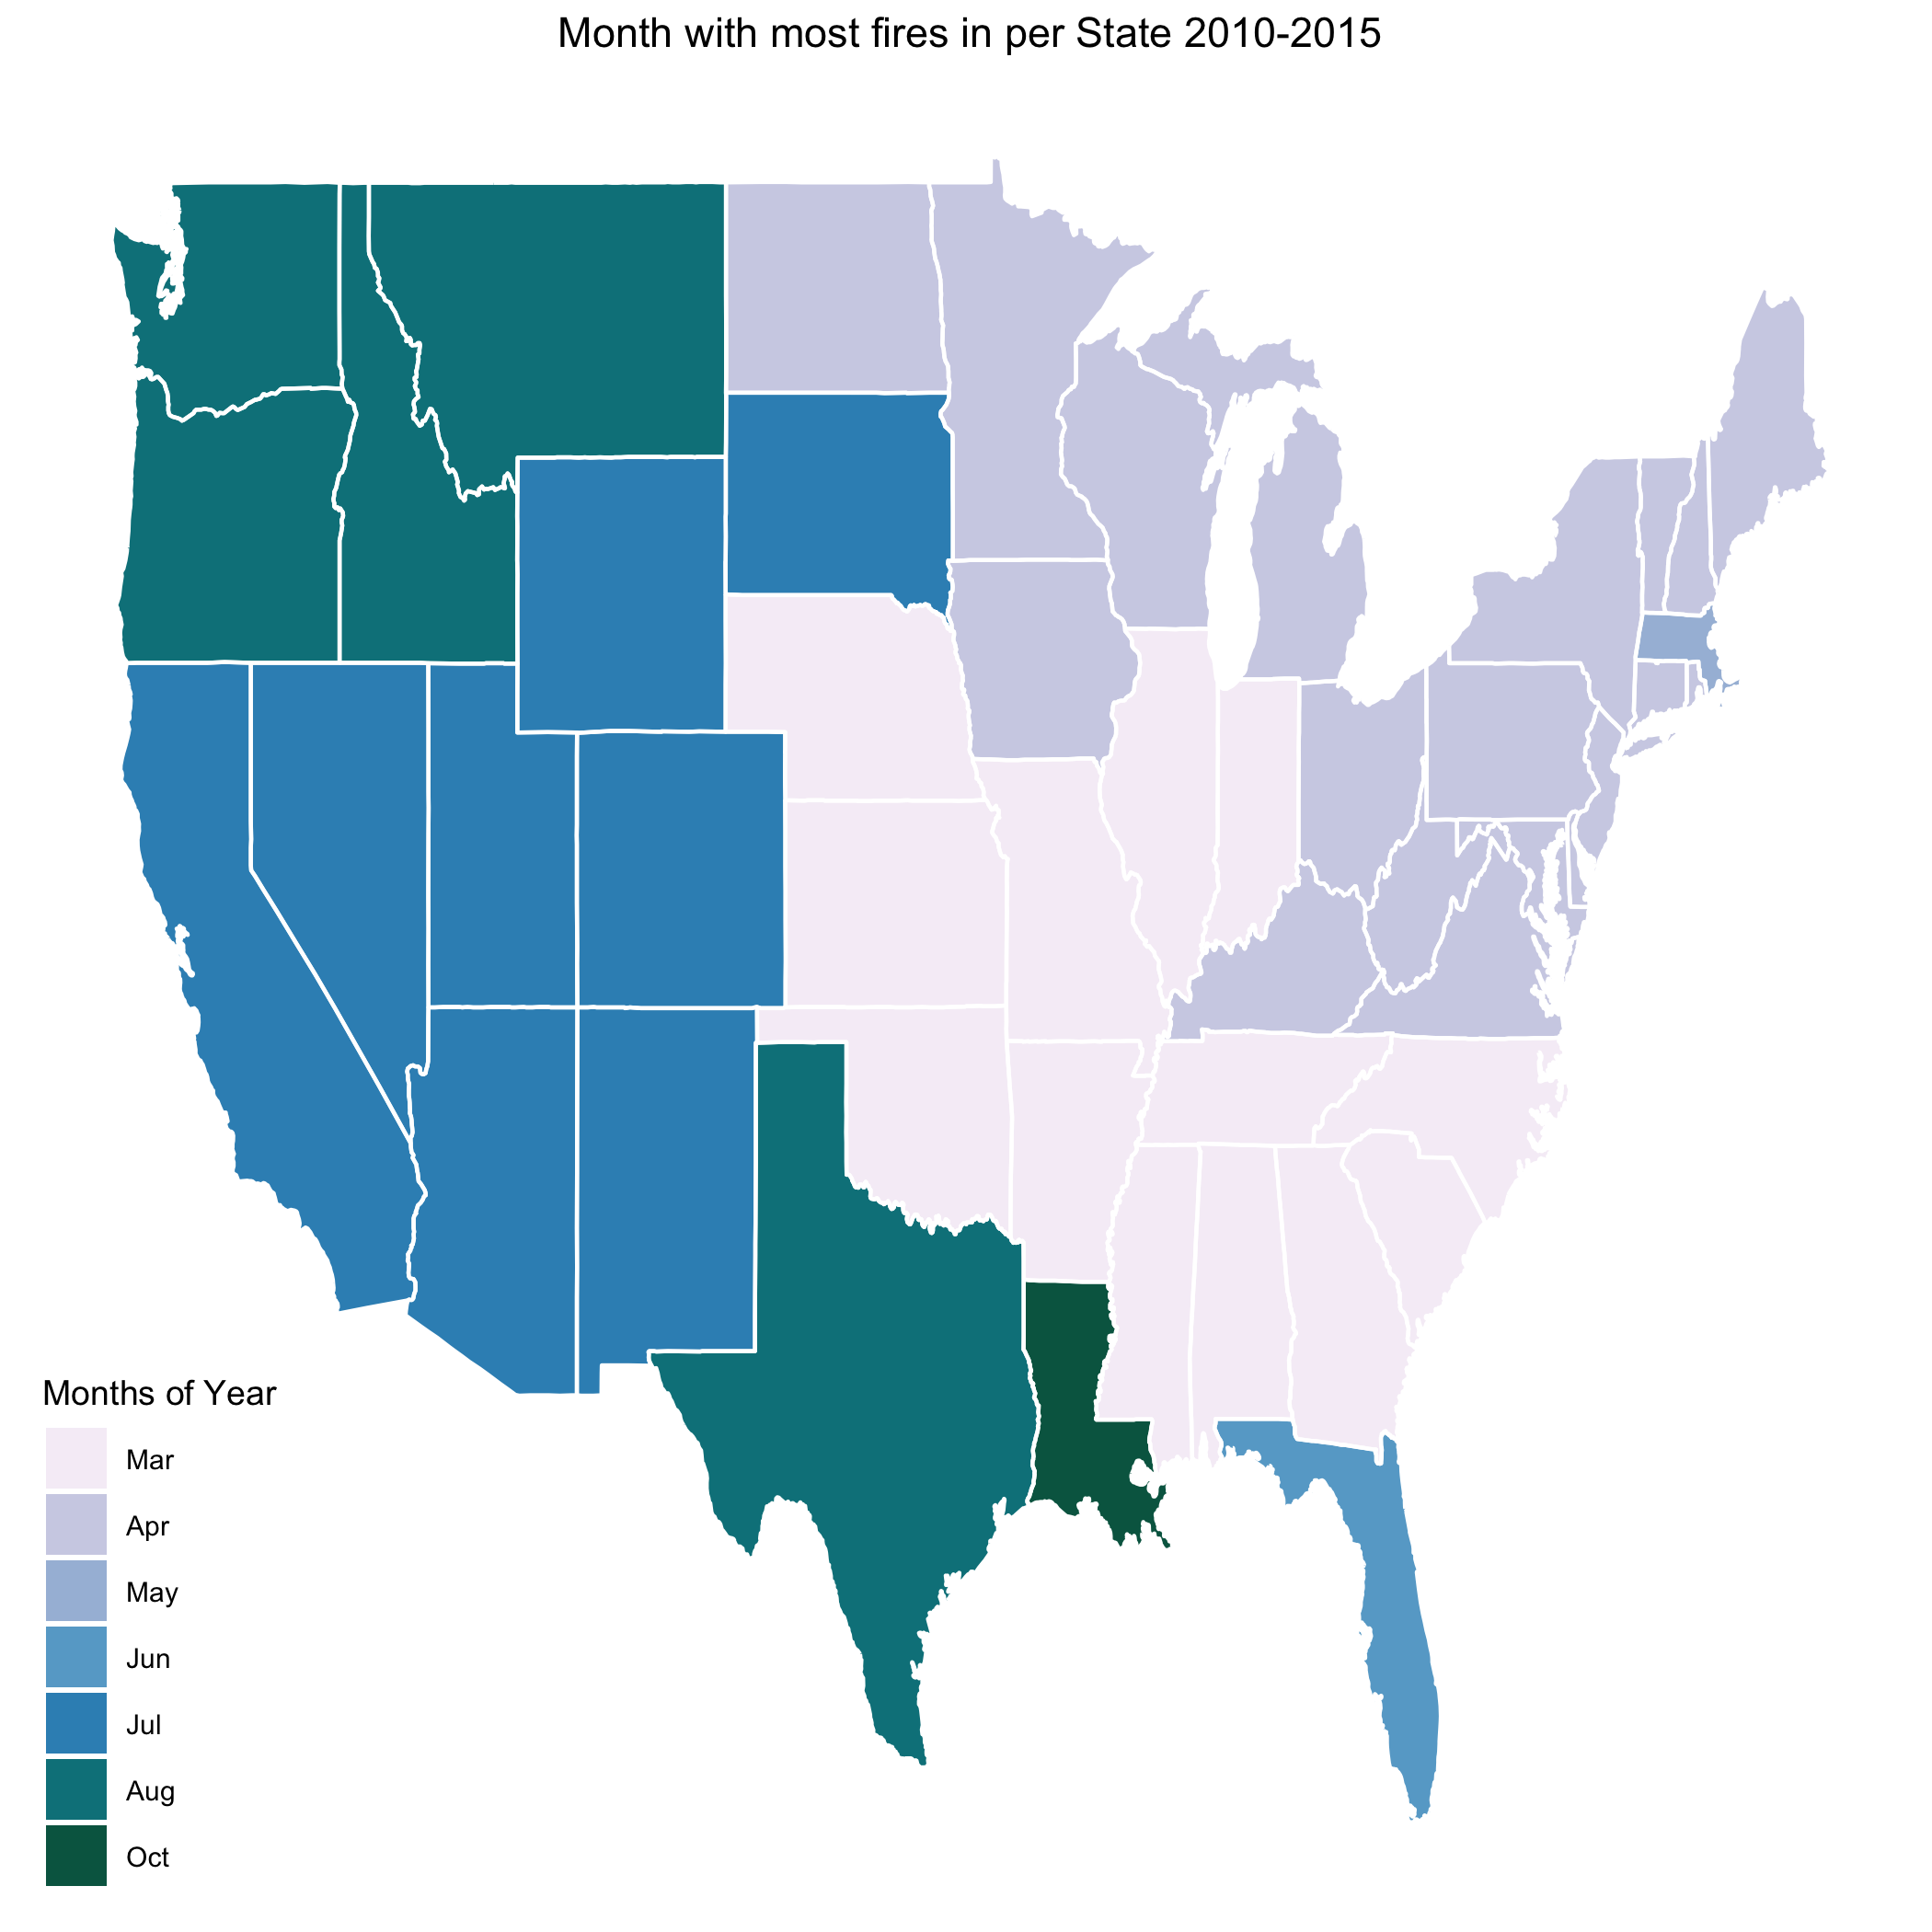 Month with most fires in per State 2010-2015
Months of Year
Mar
Apr
May
Jun
Jul
Aug
Oct